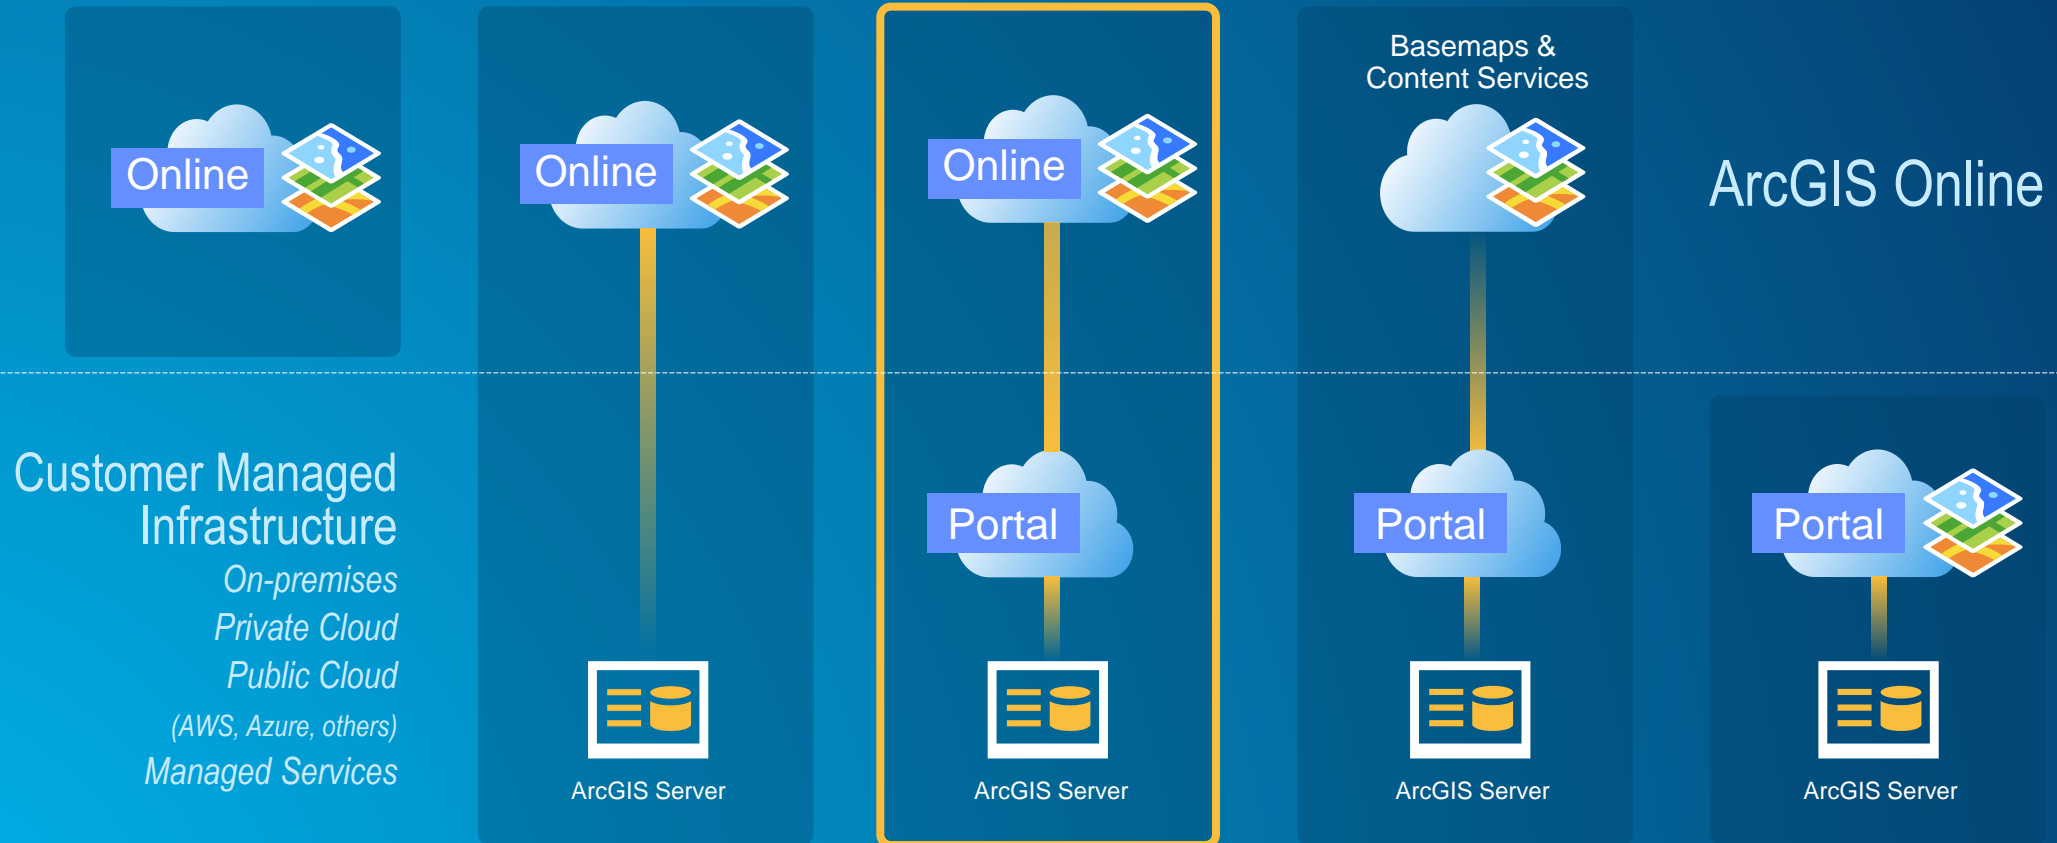 Basemaps &
Content Services
Online
Online
Online
ArcGIS Online
Customer Managed
Infrastructure
On-premises
Private Cloud
Public Cloud
(AWS, Azure, others)
Managed Services
Portal
Portal
Portal
ArcGIS Server
ArcGIS Server
ArcGIS Server
ArcGIS Server